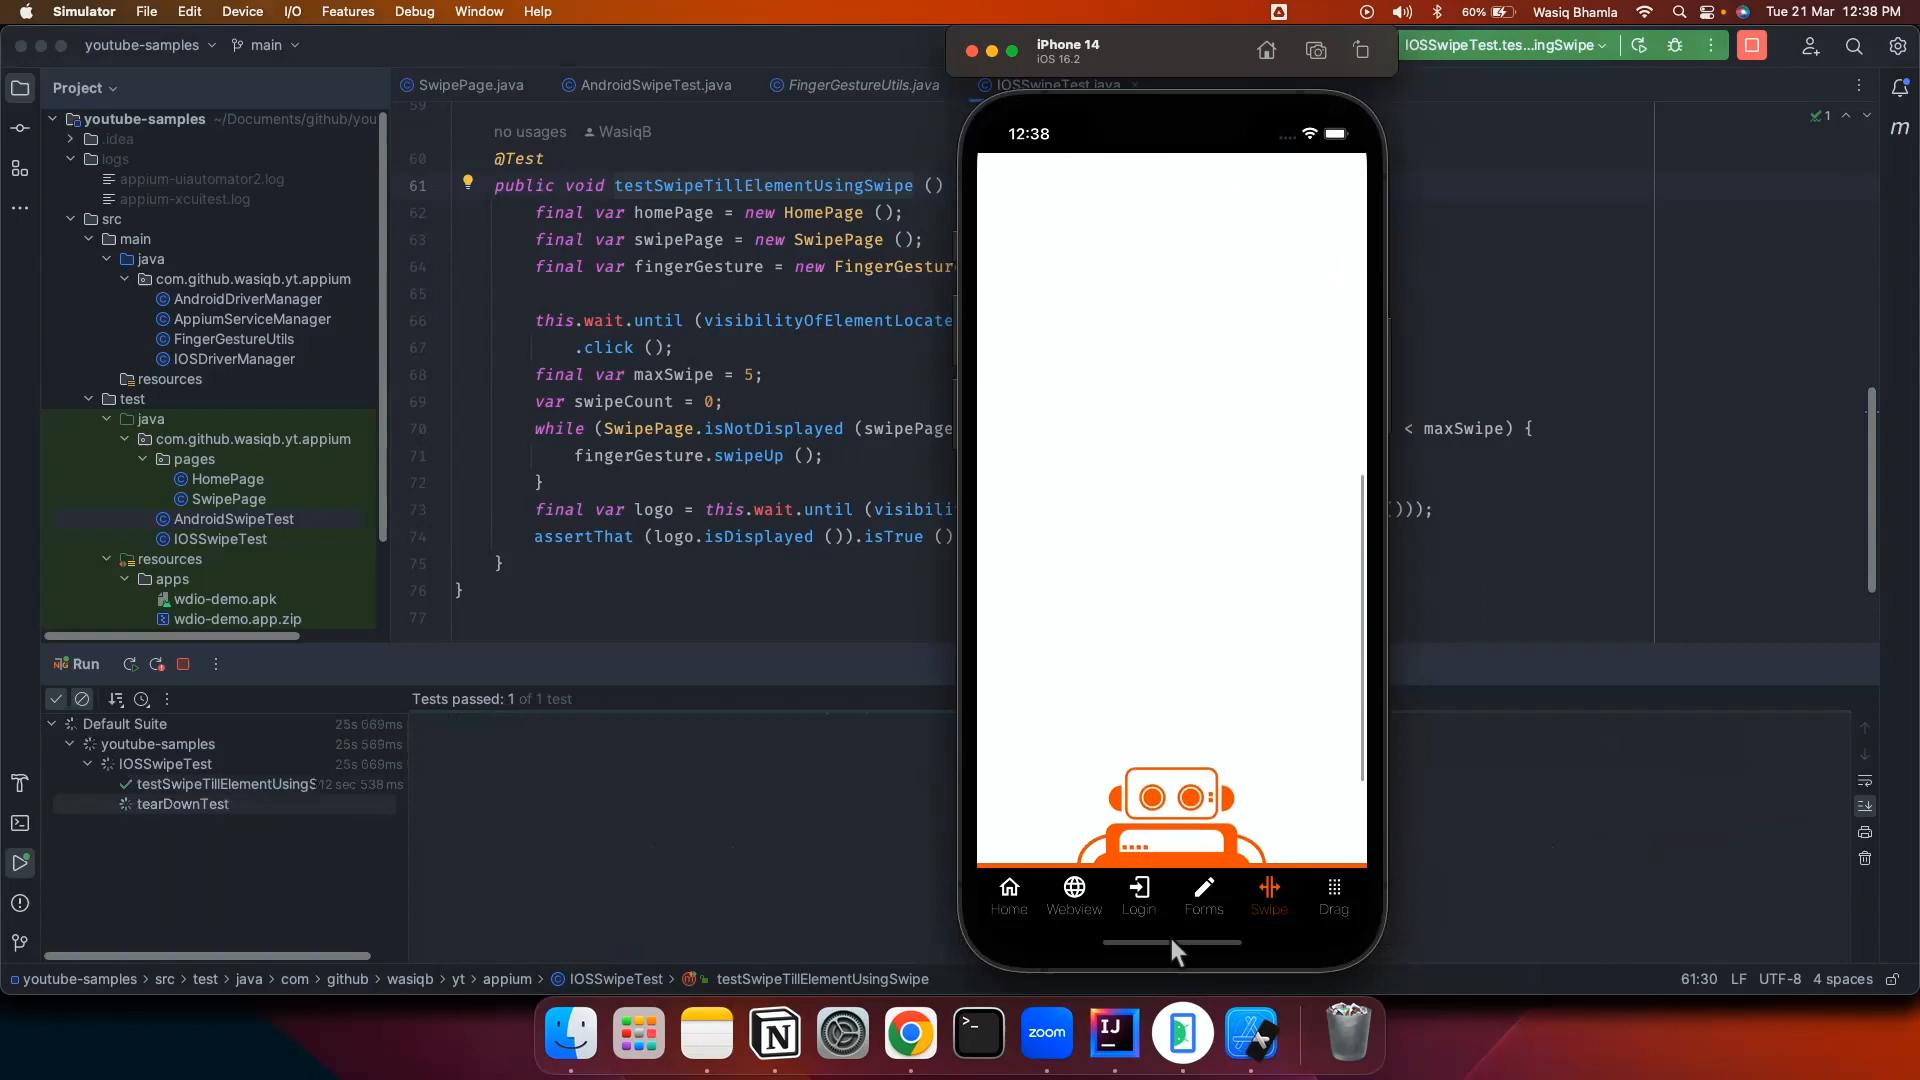 Simulator File Edit Device I/O Features Debug Window Help 60% Wasiq Bhamla Tue 21 Mar 12:38 PM
youtube-samples main
iPhone 14
iOS 16.2
IOSSwipeTest.tes...ingSwipe
Project
SwipePage.java AndroidSwipeTest.java FingerGestureUtils.java IOSSwipeTest.java
youtube-samples ~/Documents/github/you
.idea
logs
appium-uiautomator2.log
appium-xcuitest.log
src
main
java
com.github.wasiqb.yt.appium
AndroidDriverManager
AppiumServiceManager
FingerGestureUtils
IOSDriverManager
resources
test
java
com.github.wasiqb.yt.appium
pages
HomePage
SwipePage
AndroidSwipeTest
IOSSwipeTest
resources
apps
wdio-demo.apk
wdio-demo.app.zip
59
no usages WasiqB
60 @Test
61 public void testSwipeTillElementUsingSwipe ()
62 final var homePage = new HomePage ();
63 final var swipePage = new SwipePage ();
64 final var fingerGesture = new FingerGestur
65
66 this.wait.until (visibilityOfElementLocate
67 .click ();
68 final var maxSwipe = 5;
69 var swipeCount = 0;
70 while (SwipePage.isNotDisplayed (swipePage < maxSwipe) {
71 fingerGesture.swipeUp ();
72 }
73 final var logo = this.wait.until (visibili ()));
74 assertThat (logo.isDisplayed ()).isTrue ()
75 }
76 }
77
1
12:38
Home Webview Login Forms Swipe Drag
Run
Tests passed: 1 of 1 test
Default Suite 25s 069ms
youtube-samples 25s 569ms
IOSSwipeTest 25s 069ms
testSwipeTillElementUsingS 12 sec 538 ms
tearDownTest
youtube-samples > src > test > java > com > github > wasiqb > yt > appium > IOSSwipeTest > testSwipeTillElementUsingSwipe
61:30 LF UTF-8 4 spaces
zoom
IJ